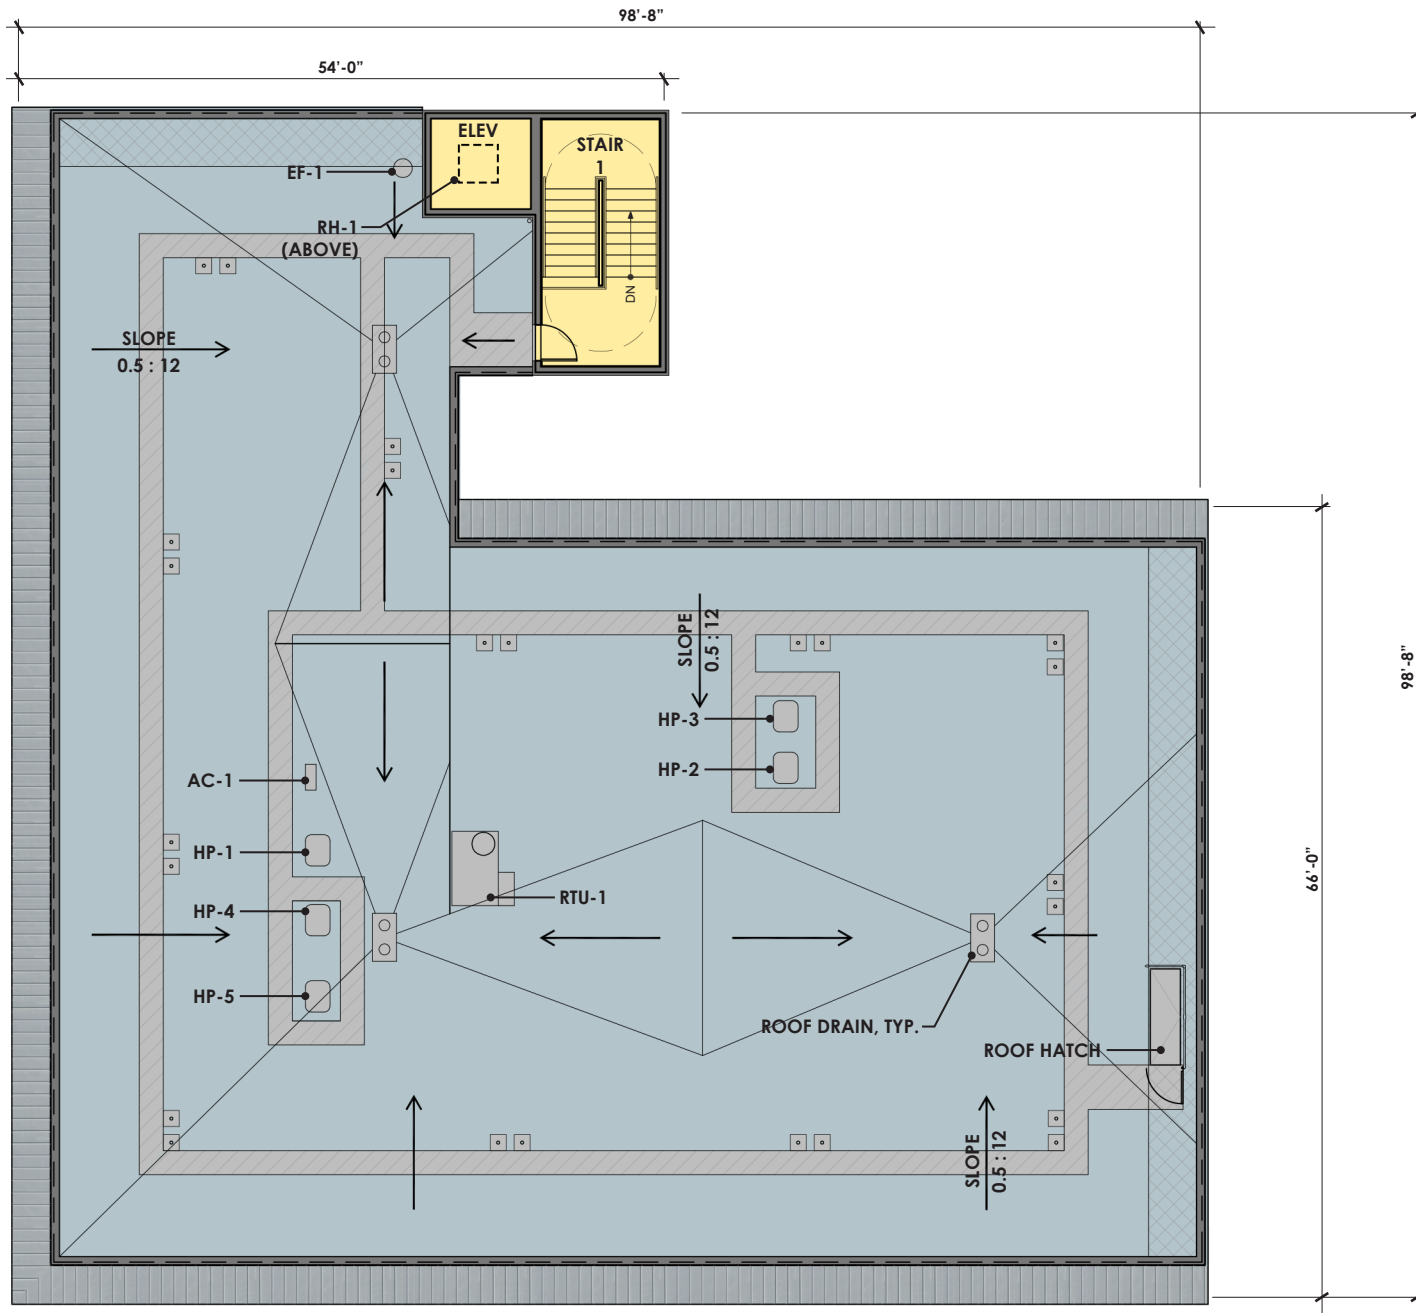 98'-8"
54'-0"
ELEV
STAIR
1
EF-1
RH-1
(ABOVE)
DN
SLOPE
0.5 : 12
SLOPE
0.5 : 12
98'-8"
HP-3
HP-2
AC-1
HP-1
HP-4
RTU-1
66'-0"
HP-5
ROOF DRAIN, TYP.
ROOF HATCH
SLOPE
0.5 : 12